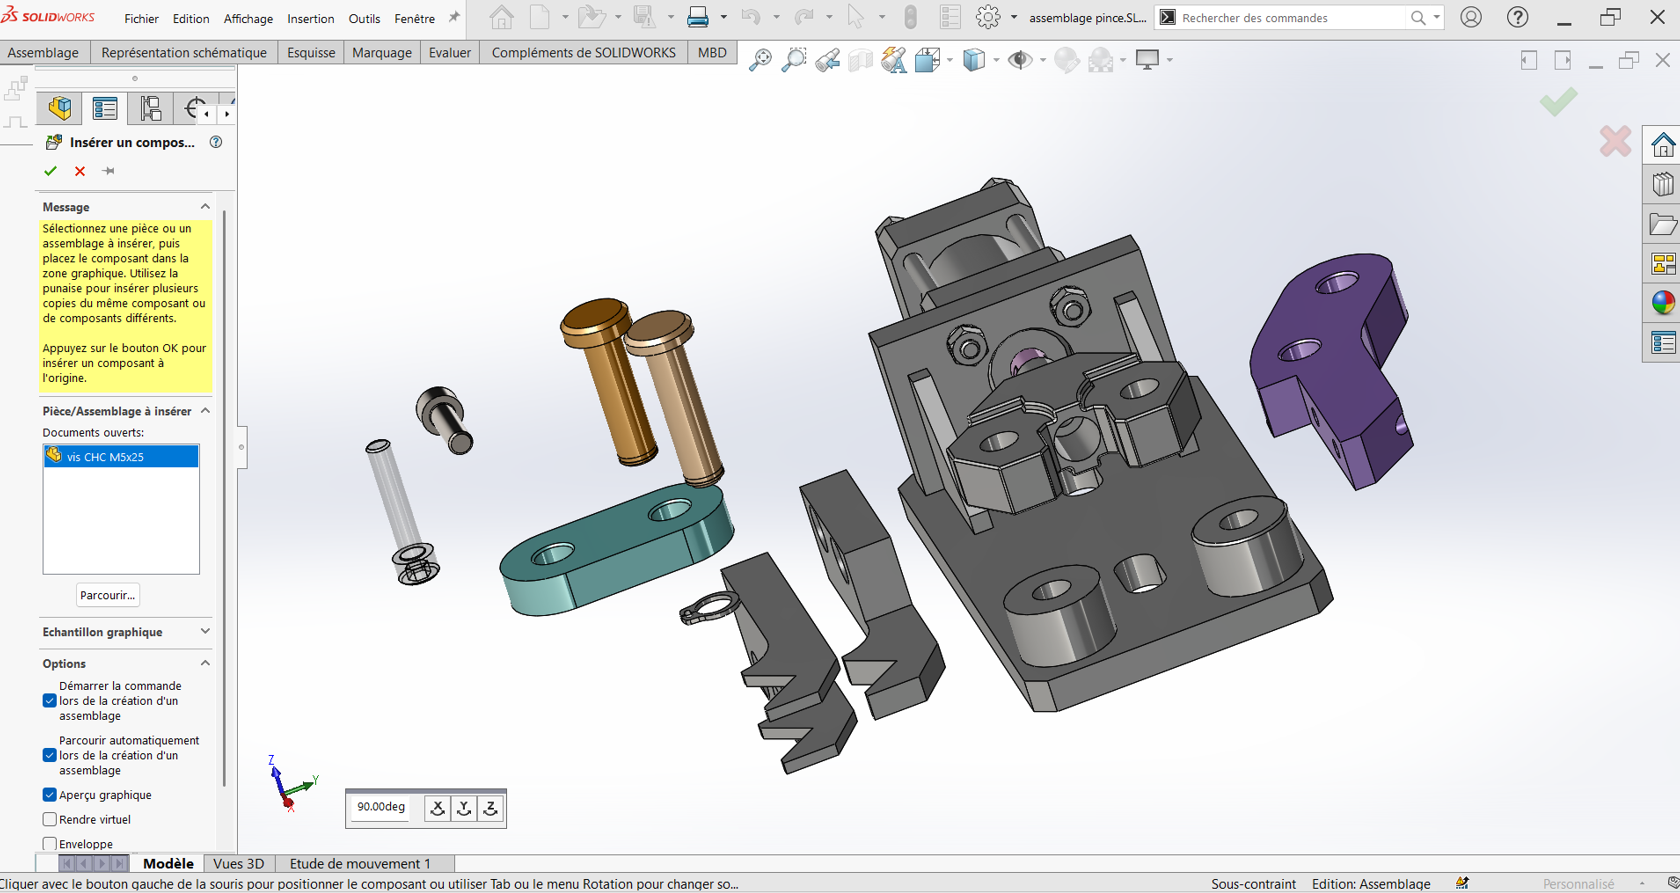 SOLIDWORKS
Fichier Edition Affichage Insertion Outils Fenêtre
assemblage pince.SL...
Rechercher des commandes
Assemblage Représentation schématique Esquisse Marquage Evaluer Compléments de SOLIDWORKS MBD
Insérer un compos...
Message
Sélectionnez une pièce ou un
assemblage à insérer, puis
placez le composant dans la
zone graphique. Utilisez la
punaise pour insérer plusieurs
copies du même composant ou
de composants différents.
Appuyez sur le bouton OK pour
insérer un composant à
l'origine.
Pièce/Assemblage à insérer
Documents ouverts:
vis CHC M5x25
Parcourir...
Echantillon graphique
Options
Démarrer la commande
lors de la création d'un
assemblage
Parcourir automatiquement
lors de la création d'un
assemblage
Aperçu graphique
Rendre virtuel
Enveloppe
Z
Y
X
90.00deg X Y Z
Modèle Vues 3D Etude de mouvement 1
Cliquer avec le bouton gauche de la souris pour positionner le composant ou utiliser Tab ou le menu Rotation pour changer so...
Sous-contraint Edition: Assemblage Personnalisé